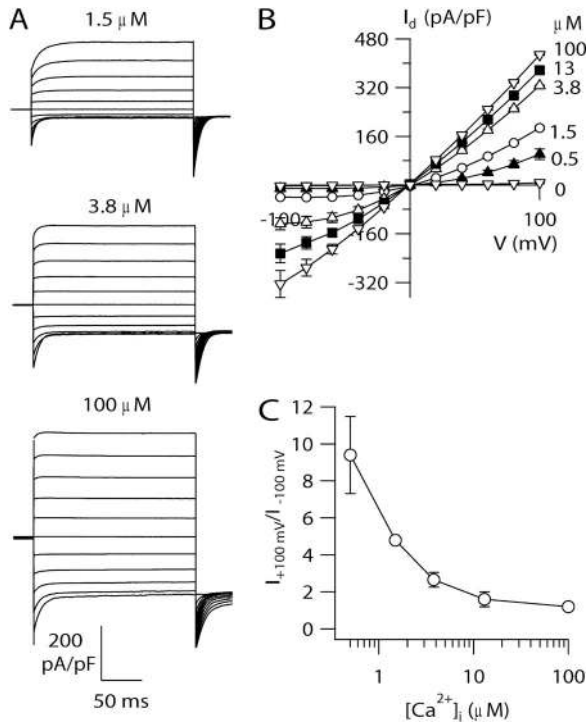 A
1.5 μM
3.8 μM
100 μM
200
pA/pF
50 ms
B
I_d (pA/pF)
μM
480
320
160
-160
-320
-100
100
V (mV)
100
13
3.8
1.5
0.5
0
C
12
10
8
6
4
2
0
I_+100 mV/I_-100 mV
1
10
100
[Ca²⁺]_i (μM)